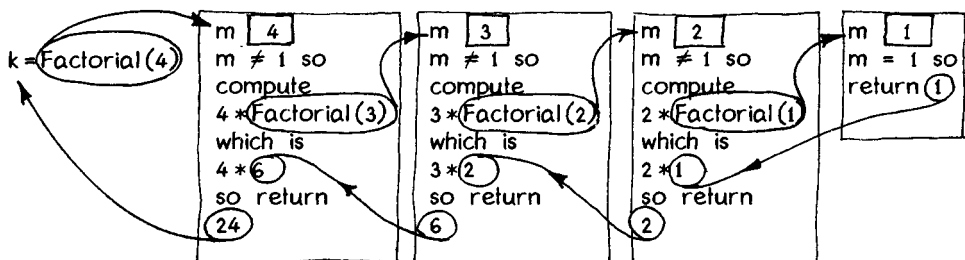 k = Factorial(4)
m 4
m ≠ 1 so
compute
4 * Factorial(3)
which is
4 * 6
so return
24
m 3
m ≠ 1 so
compute
3 * Factorial(2)
which is
3 * 2
so return
6
m 2
m ≠ 1 so
compute
2 * Factorial(1)
which is
2 * 1
so return
2
m 1
m = 1 so
return 1